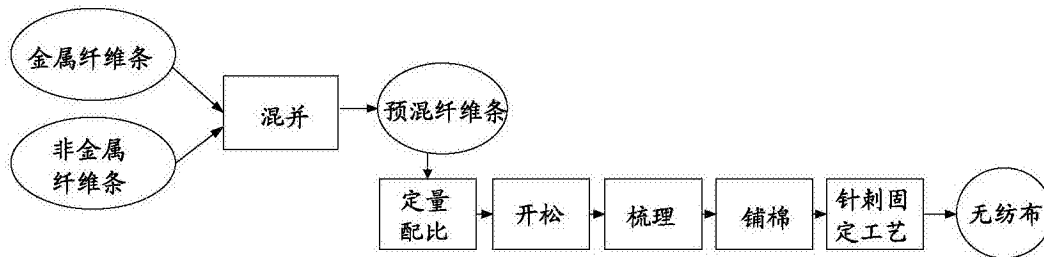 金属纤维条
非金属
纤维条
混并
预混纤维条
定量
配比
开松
梳理
铺棉
针刺固
定工艺
无纺布